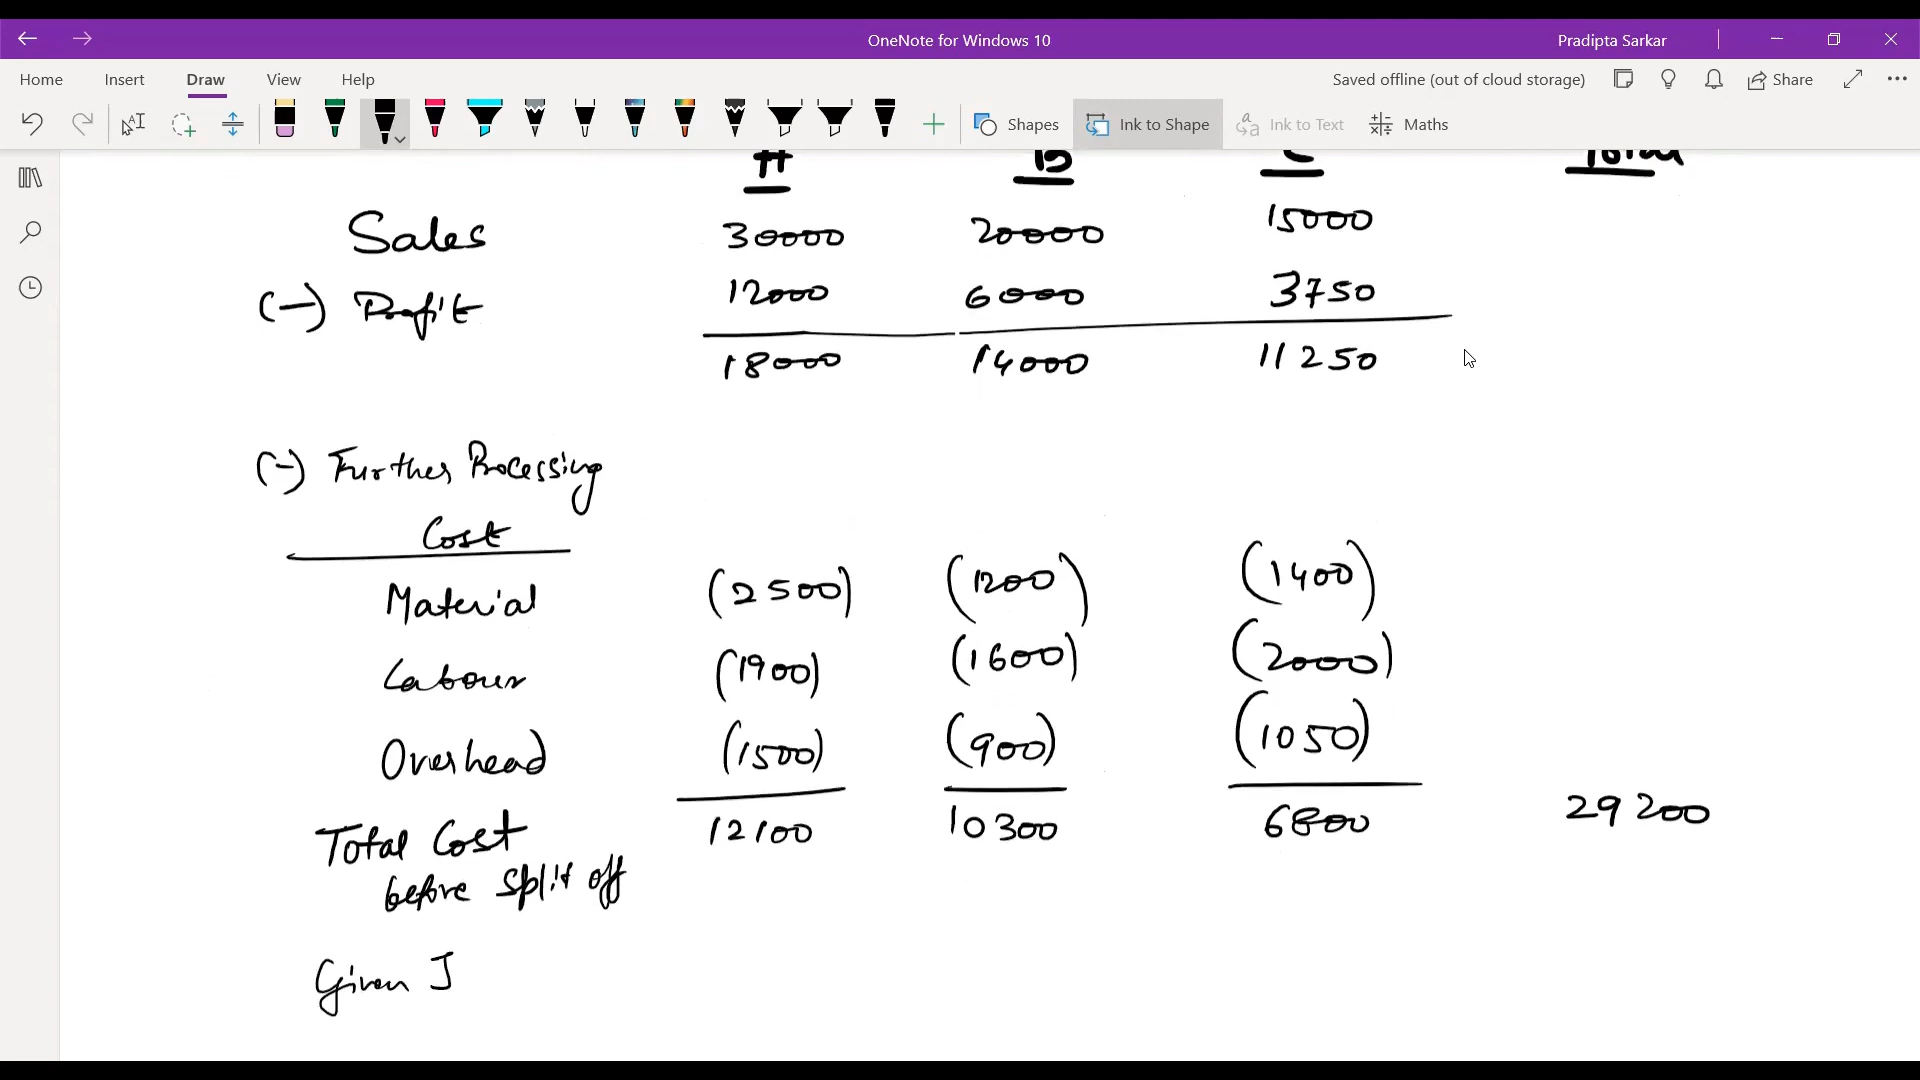 OneNote for Windows 10
Pradipta Sarkar
Home Insert Draw View Help
Saved offline (out of cloud storage) Share
Shapes Ink to Shape Ink to Text Maths
A B C Total
Sales 30000 20000 15000
(-) Profit 12000 6000 3750
18000 14000 11250
(-) Further Processing
Cost
Material (2500) (1200) (1400)
Labour (1900) (1600) (2000)
Overhead (1500) (900) (1050)
Total Cost 12100 10300 6800 29200
before split off
Given J